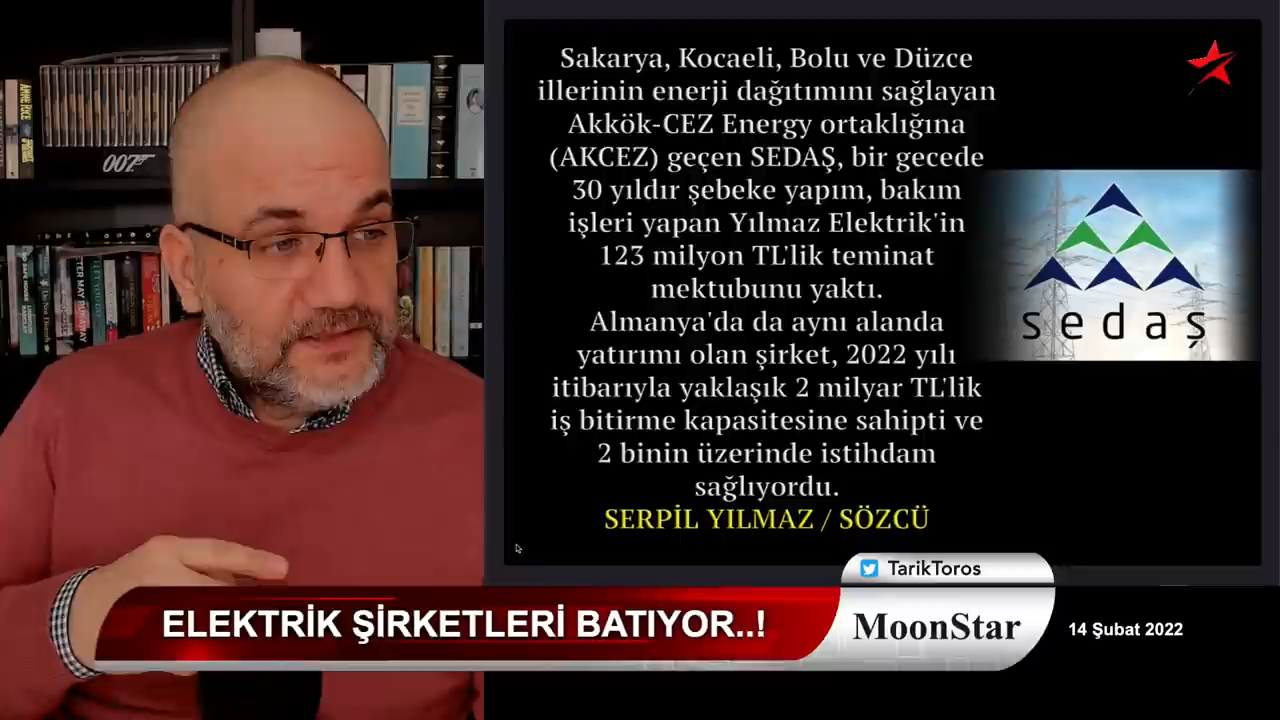 Sakarya, Kocaeli, Bolu ve Düzce
illerinin enerji dağıtımını sağlayan
Akkök-CEZ Energy ortaklığına
(AKCEZ) geçen SEDAŞ, bir gecede
30 yıldır şebeke yapım, bakım
işleri yapan Yılmaz Elektrik'in
123 milyon TL'lik teminat
mektubunu yaktı.
Almanya'da da aynı alanda
yatırımı olan şirket, 2022 yılı
itibarıyla yaklaşık 2 milyar TL'lik
iş bitirme kapasitesine sahipti ve
2 binin üzerinde istihdam
sağlıyordu.
SERPİL YILMAZ / SÖZCÜ
sedaş
007
ANNE RICE
TarikToros
ELEKTRİK ŞİRKETLERİ BATIYOR..!
MoonStar
14 Şubat 2022